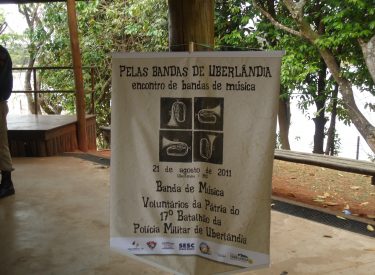 PELAS BANDAS DE UBERLÂNDIA
encontro de bandas de música
21 de agosto de 2011
Banda de Música
Voluntários da Pátria do
17º Batalhão da
Polícia Militar de Uberlândia
SESC